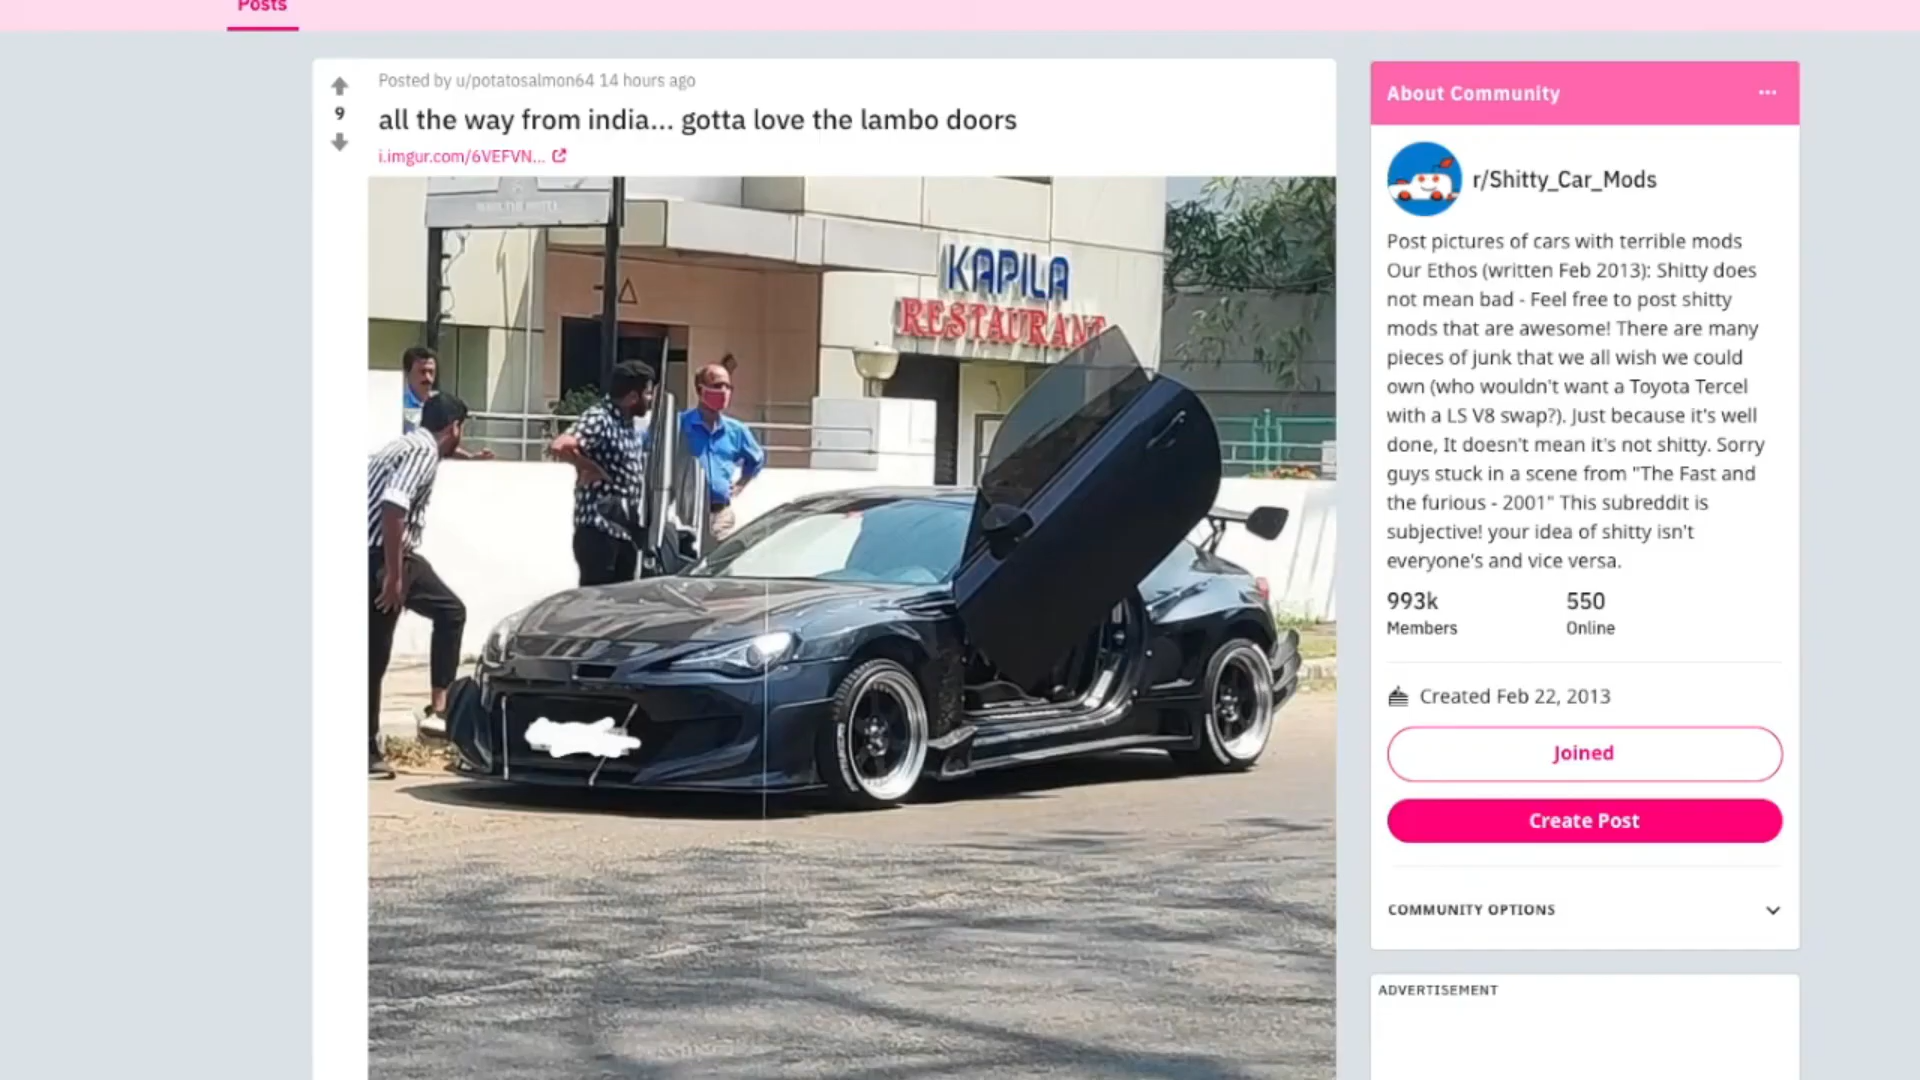 Posts
Posted by u/potatosalmon64 14 hours ago
9
all the way from india... gotta love the lambo doors
i.imgur.com/6VEFVN...
KAPILA
RESTAURANT
About Community
r/Shitty_Car_Mods
Post pictures of cars with terrible mods
Our Ethos (written Feb 2013): Shitty does
not mean bad - Feel free to post shitty
mods that are awesome! There are many
pieces of junk that we all wish we could
own (who wouldn't want a Toyota Tercel
with a LS V8 swap?). Just because it's well
done, It doesn't mean it's not shitty. Sorry
guys stuck in a scene from "The Fast and
the furious - 2001" This subreddit is
subjective! your idea of shitty isn't
everyone's and vice versa.
993k
Members
550
Online
Created Feb 22, 2013
Joined
Create Post
COMMUNITY OPTIONS
ADVERTISEMENT